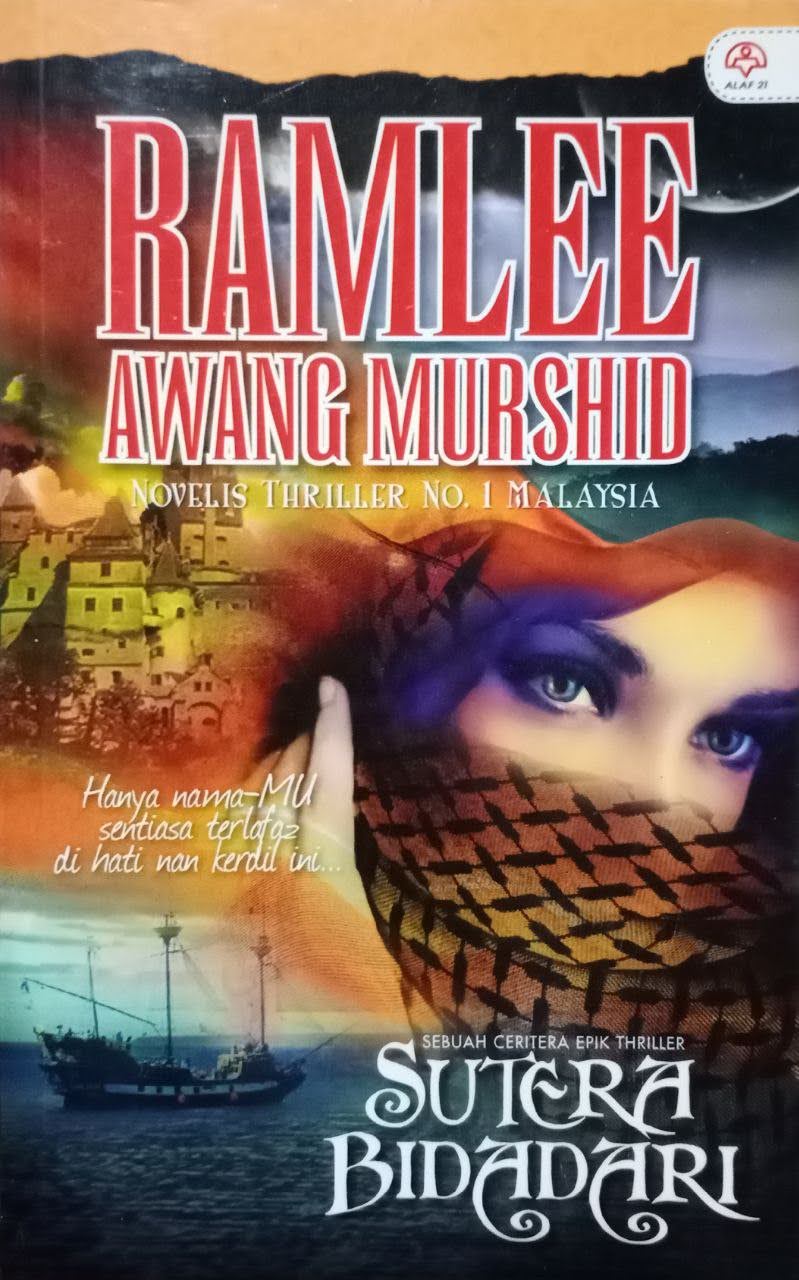 ALAF 21
RAMLEE
AWANG MURSHID
NOVELIS THRILLER NO. 1 MALAYSIA
Hanya nama-MU
sentiasa terlafaz
di hati nan kerdil ini...
SEBUAH CERITERA EPIK THRILLER
SUTERA
BIDADARI